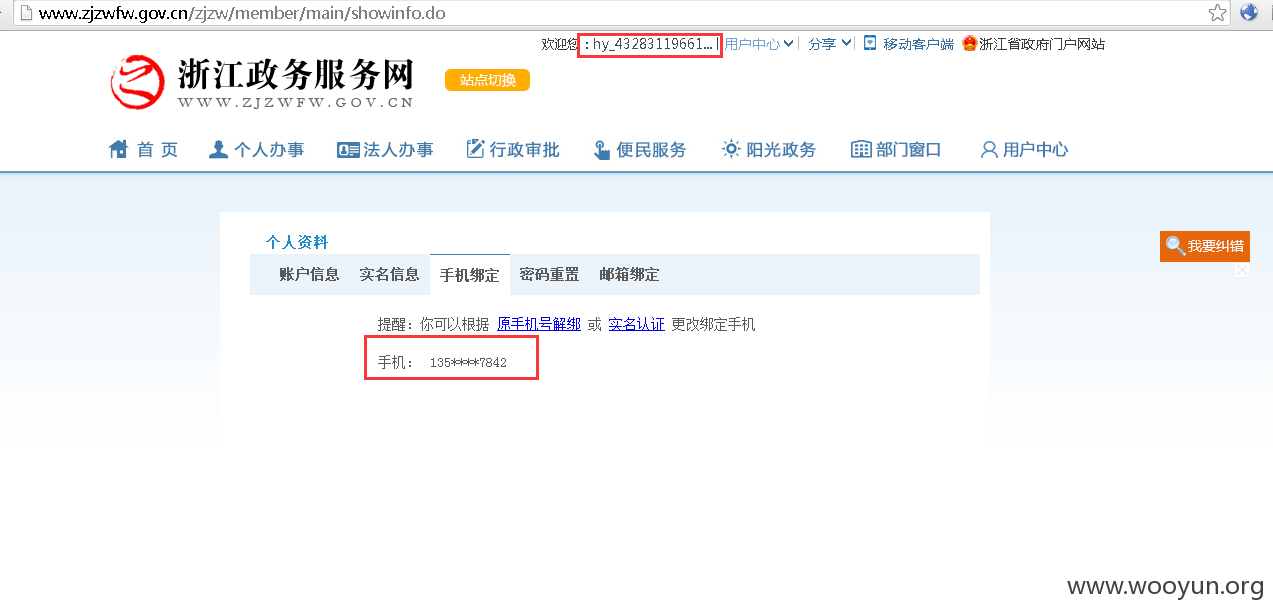 www.zjzwfw.gov.cn/zjzw/member/main/showinfo.do
欢迎您：hy_43283119661...| 用户中心 | 分享 移动客户端 浙江省政府门户网站
浙江政务服务网
WWW.ZJZWFW.GOV.CN
站点切换
首页 个人办事 法人办事 行政审批 便民服务 阳光政务 部门窗口 用户中心
个人资料
我要纠错
账户信息 实名信息 手机绑定 密码重置 邮箱绑定
提醒：你可以根据 原手机号解绑 或 实名认证 更改绑定手机
手机： 135****7842
www.wooyun.org